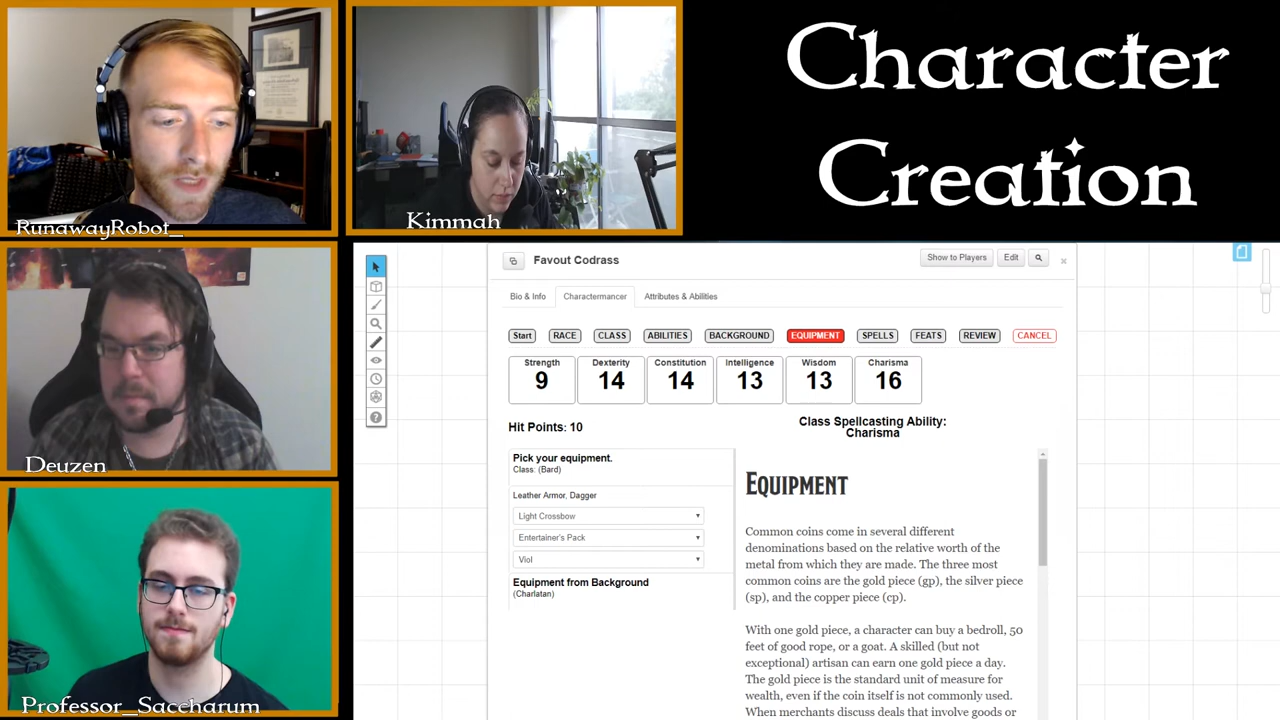 Character
Creation
RunawayRobot_
Kimmah
Deuzen
Professor_Saccharum
Favout Codrass
Show to Players
Edit
Bio & Info
Charactermancer
Attributes & Abilities
Start
RACE
CLASS
ABILITIES
BACKGROUND
EQUIPMENT
SPELLS
FEATS
REVIEW
CANCEL
Strength
9
Dexterity
14
Constitution
14
Intelligence
13
Wisdom
13
Charisma
16
Hit Points: 10
Class Spellcasting Ability:
Charisma
Pick your equipment.
Class: (Bard)
Leather Armor, Dagger
Light Crossbow
Entertainer's Pack
Viol
Equipment from Background
(Charlatan)
EQUIPMENT
Common coins come in several different
denominations based on the relative worth of the
metal from which they are made. The three most
common coins are the gold piece (gp), the silver piece
(sp), and the copper piece (cp).
With one gold piece, a character can buy a bedroll, 50
feet of good rope, or a goat. A skilled (but not
exceptional) artisan can earn one gold piece a day.
The gold piece is the standard unit of measure for
wealth, even if the coin itself is not commonly used.
When merchants discuss deals that involve goods or